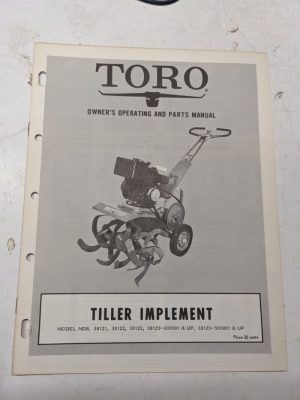 TORO
OWNER'S OPERATING AND PARTS MANUAL
TILLER IMPLEMENT
MODEL NOS. 38121, 38122, 38123, 38123-400001 & UP, 38123-500001 & UP
Price 25 cents